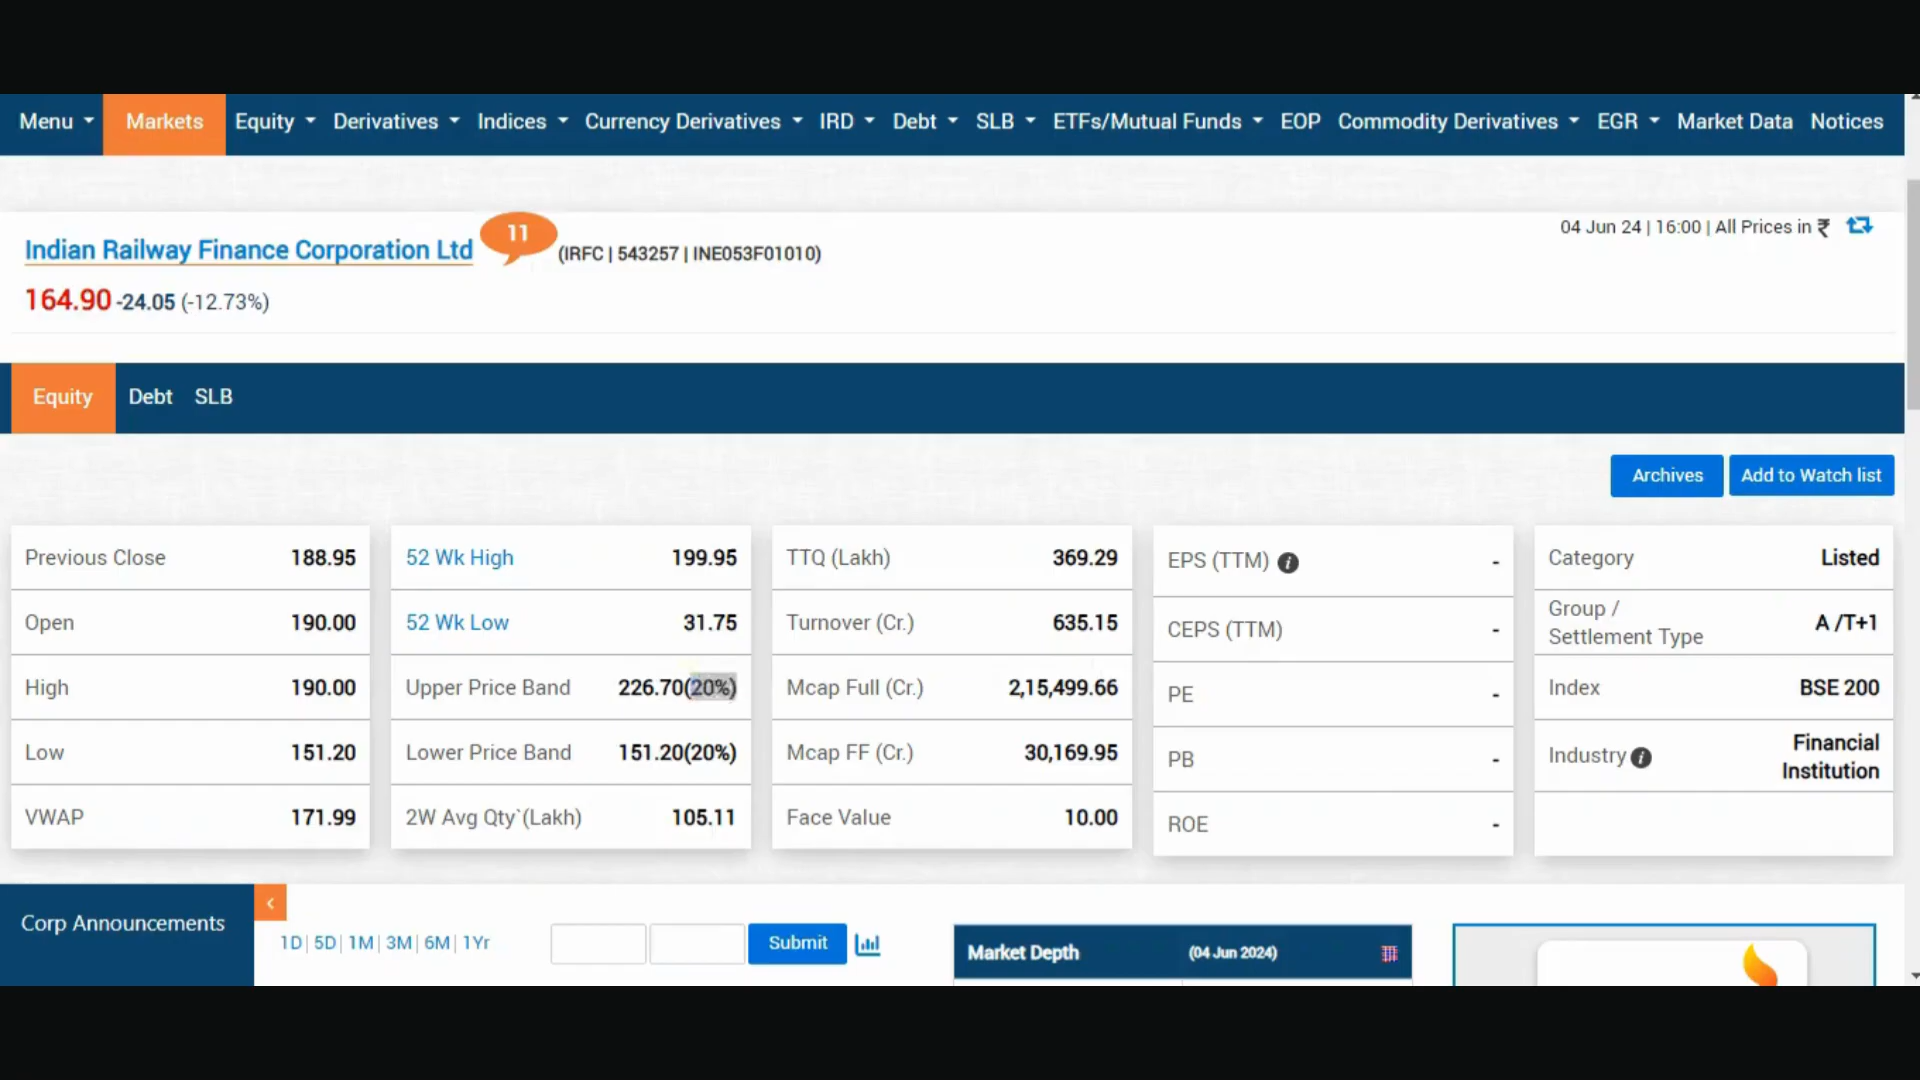 Menu Markets Equity Derivatives Indices Currency Derivatives IRD Debt SLB ETFs/Mutual Funds EOP Commodity Derivatives EGR Market Data Notices
04 Jun 24 | 16:00 | All Prices in ₹
Indian Railway Finance Corporation Ltd 11 (IRFC | 543257 | INE053F01010)
164.90 -24.05 (-12.73%)
Equity Debt SLB
Archives Add to Watch list
Previous Close 188.95
Open 190.00
High 190.00
Low 151.20
VWAP 171.99
52 Wk High 199.95
52 Wk Low 31.75
Upper Price Band 226.70(20%)
Lower Price Band 151.20(20%)
2W Avg Qty`(Lakh) 105.11
TTQ (Lakh) 369.29
Turnover (Cr.) 635.15
Mcap Full (Cr.) 2,15,499.66
Mcap FF (Cr.) 30,169.95
Face Value 10.00
EPS (TTM) i -
CEPS (TTM) -
PE -
PB -
ROE -
Category Listed
Group /
Settlement Type A /T+1
Index BSE 200
Industry i Financial
Institution
Corp Announcements
1D| 5D| 1M| 3M| 6M| 1Yr Submit
Market Depth (04 Jun 2024)